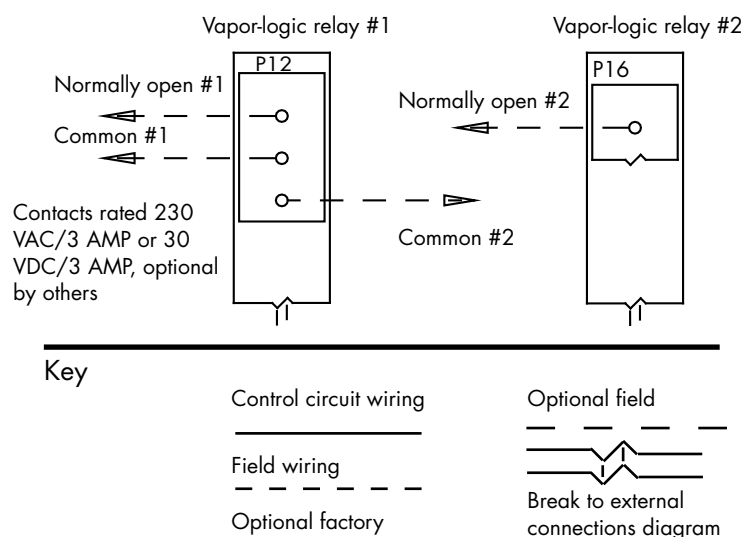 Vapor-logic relay #1
Vapor-logic relay #2
P12
P16
Normally open #1
Normally open #2
Common #1
Contacts rated 230
VAC/3 AMP or 30
VDC/3 AMP, optional
by others
Common #2
Key
Control circuit wiring
Optional field
Field wiring
Optional factory
Break to external
connections diagram